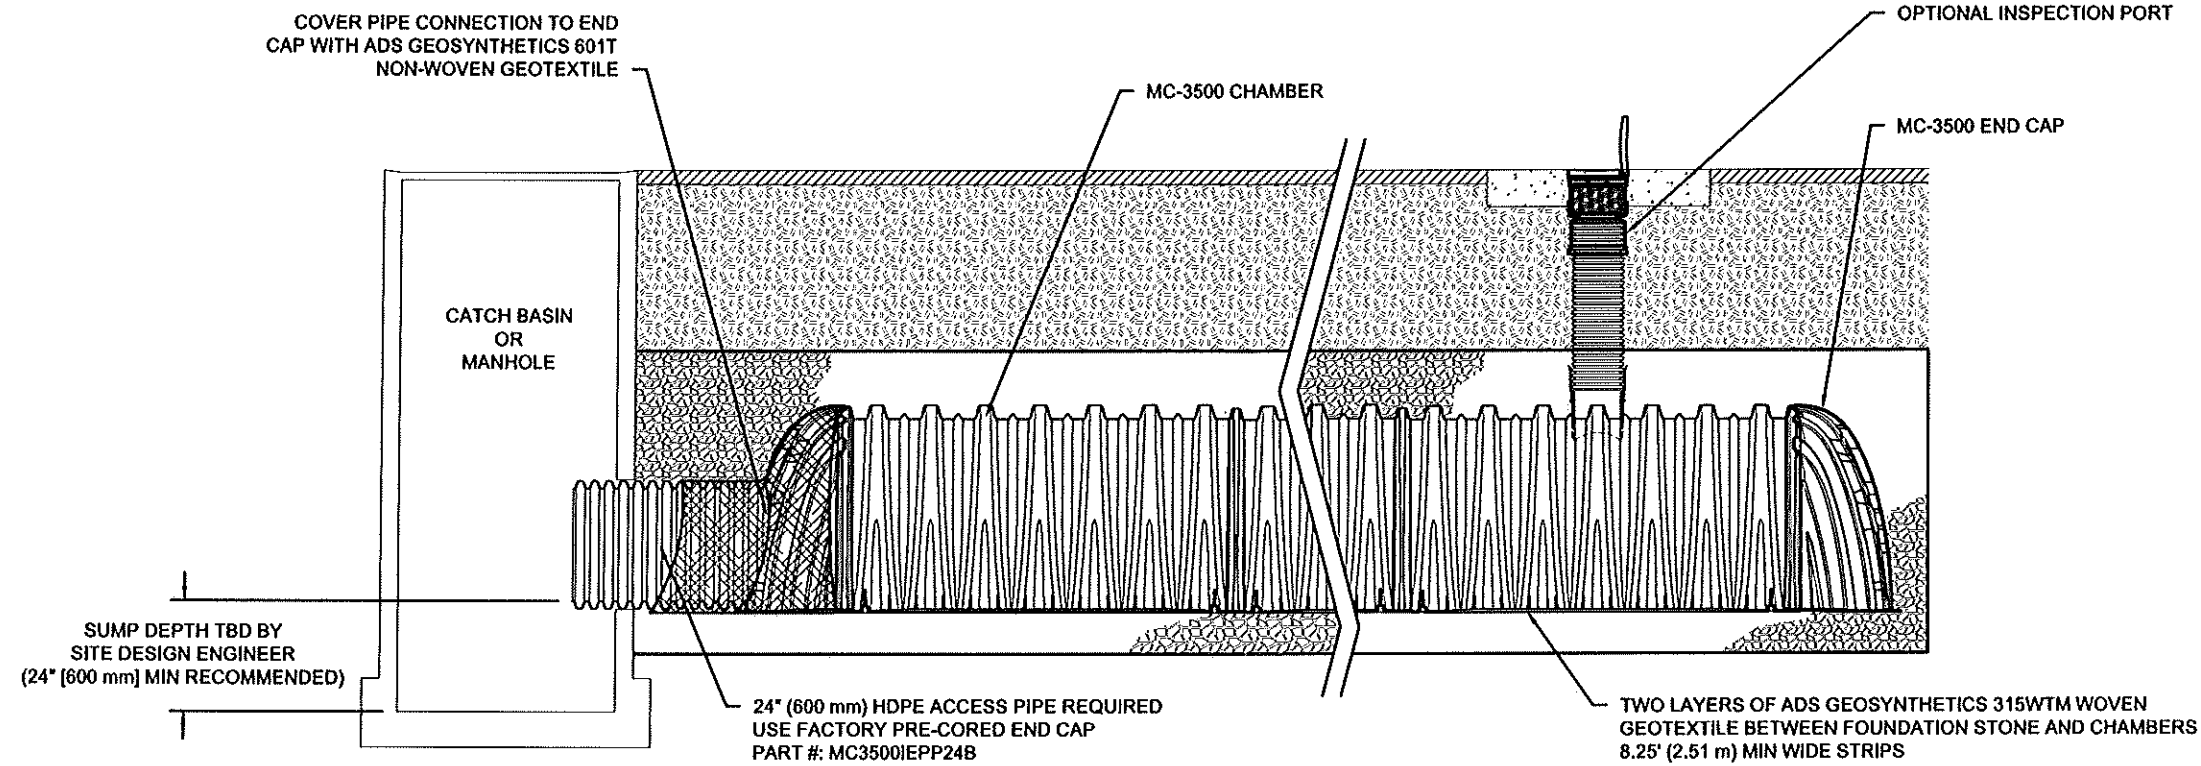 COVER PIPE CONNECTION TO END
CAP WITH ADS GEOSYNTHETICS 601T
NON-WOVEN GEOTEXTILE
OPTIONAL INSPECTION PORT
MC-3500 CHAMBER
MC-3500 END CAP
CATCH BASIN
OR
MANHOLE
SUMP DEPTH TBD BY
SITE DESIGN ENGINEER
(24" [600 mm] MIN RECOMMENDED)
24" (600 mm) HDPE ACCESS PIPE REQUIRED
USE FACTORY PRE-CORED END CAP
PART #: MC3500IEPP24B
TWO LAYERS OF ADS GEOSYNTHETICS 315WTM WOVEN
GEOTEXTILE BETWEEN FOUNDATION STONE AND CHAMBERS
8.25' (2.51 m) MIN WIDE STRIPS